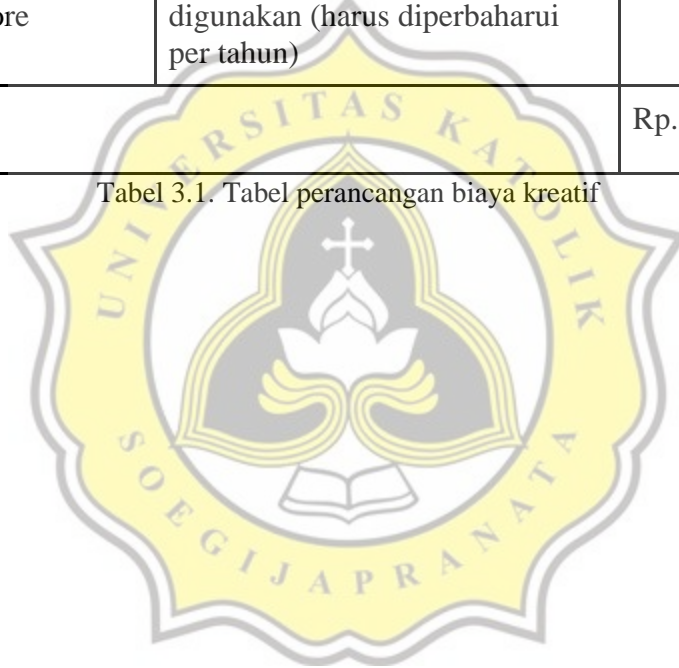 ore digunakan (harus diperbaharui
per tahun)
Rp.
Tabel 3.1. Tabel perancangan biaya kreatif
UNIVERSITAS KATOLIK
SOEGIJAPRANATA